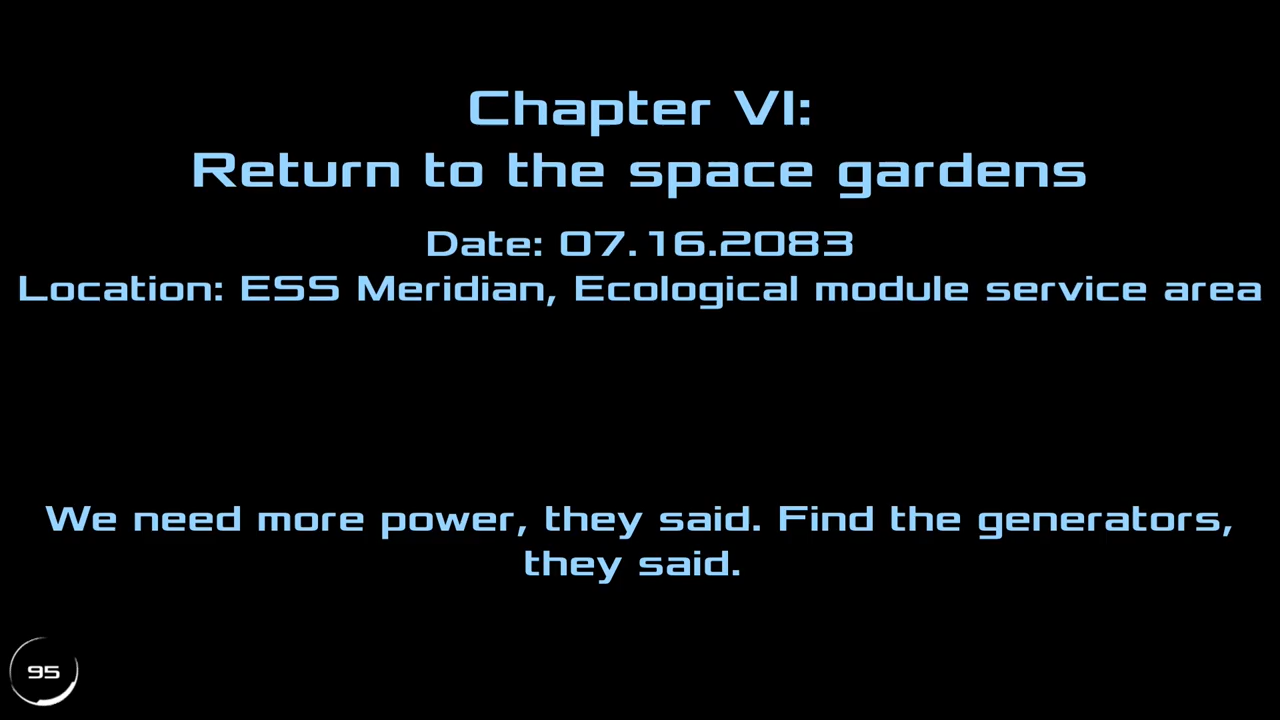 Chapter VI:
Return to the space gardens
Date: 07.16.2083
Location: ESS Meridian, Ecological module service area
We need more power, they said. Find the generators,
they said.
95